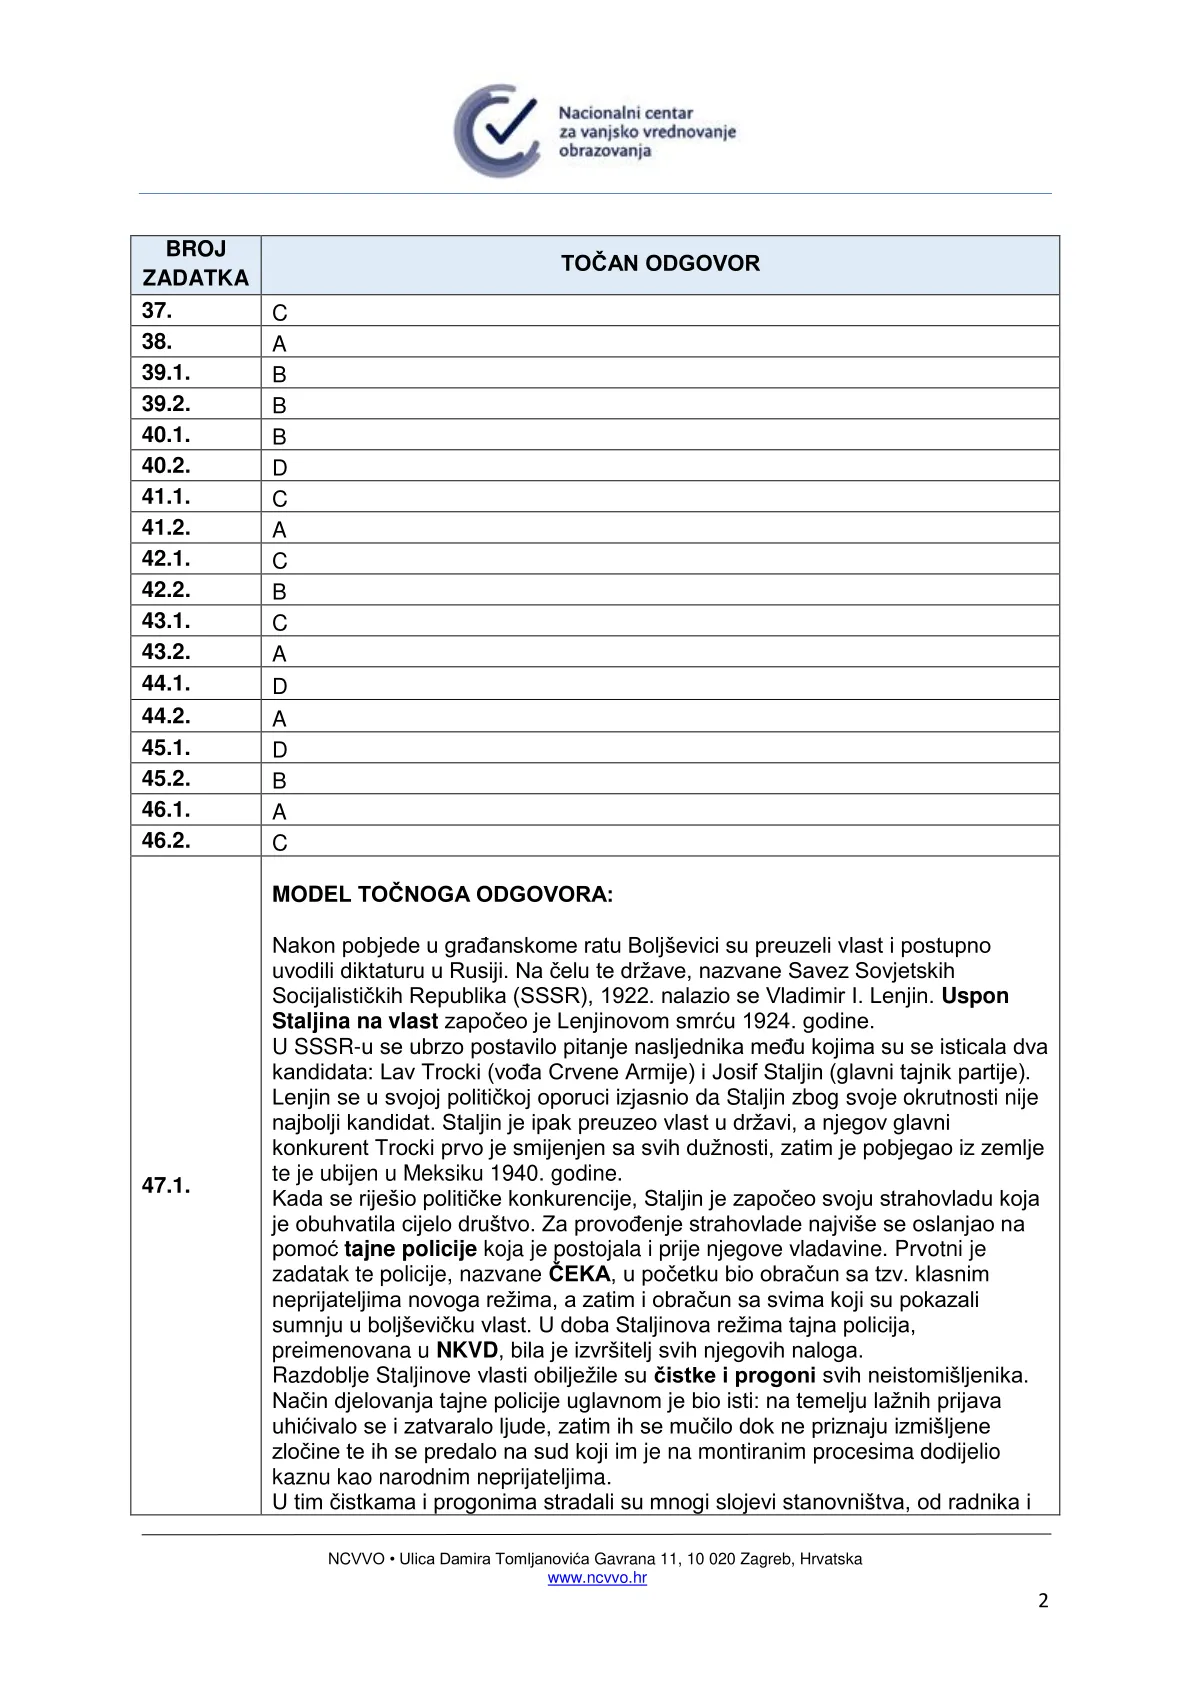 Nacionalni centar
za vanjsko vrednovanje
obrazovanja
BROJ
ZADATKA
TOČAN ODGOVOR
37. C
38. A
39.1. B
39.2. B
40.1. B
40.2. D
41.1. C
41.2. A
42.1. C
42.2. B
43.1. C
43.2. A
44.1. D
44.2. A
45.1. D
45.2. B
46.1. A
46.2. C
47.1.
MODEL TOČNOGA ODGOVORA:
Nakon pobjede u građanskome ratu Boljševici su preuzeli vlast i postupno
uvodili diktaturu u Rusiji. Na čelu te države, nazvane Savez Sovjetskih
Socijalističkih Republika (SSSR), 1922. nalazio se Vladimir I. Lenjin. Uspon
Staljina na vlast započeo je Lenjinovom smrću 1924. godine.
U SSSR-u se ubrzo postavilo pitanje nasljednika među kojima su se isticala dva
kandidata: Lav Trocki (vođa Crvene Armije) i Josif Staljin (glavni tajnik partije).
Lenjin se u svojoj političkoj oporuci izjasnio da Staljin zbog svoje okrutnosti nije
najbolji kandidat. Staljin je ipak preuzeo vlast u državi, a njegov glavni
konkurent Trocki prvo je smijenjen sa svih dužnosti, zatim je pobjegao iz zemlje
te je ubijen u Meksiku 1940. godine.
Kada se riješio političke konkurencije, Staljin je započeo svoju strahovladu koja
je obuhvatila cijelo društvo. Za provođenje strahovlade najviše se oslanjao na
pomoć tajne policije koja je postojala i prije njegove vladavine. Prvotni je
zadatak te policije, nazvane ČEKA, u početku bio obračun sa tzv. klasnim
neprijateljima novoga režima, a zatim i obračun sa svima koji su pokazali
sumnju u boljševičku vlast. U doba Staljinova režima tajna policija,
preimenovana u NKVD, bila je izvršitelj svih njegovih naloga.
Razdoblje Staljinove vlasti obilježile su čistke i progoni svih neistomišljenika.
Način djelovanja tajne policije uglavnom je bio isti: na temelju lažnih prijava
uhićivalo se i zatvaralo ljude, zatim ih se mučilo dok ne priznaju izmišljene
zločine te ih se predalo na sud koji im je na montiranim procesima dodijelio
kaznu kao narodnim neprijateljima.
U tim čistkama i progonima stradali su mnogi slojevi stanovništva, od radnika i
NCVVO • Ulica Damira Tomljanovića Gavrana 11, 10 020 Zagreb, Hrvatska
www.ncvvo.hr
2